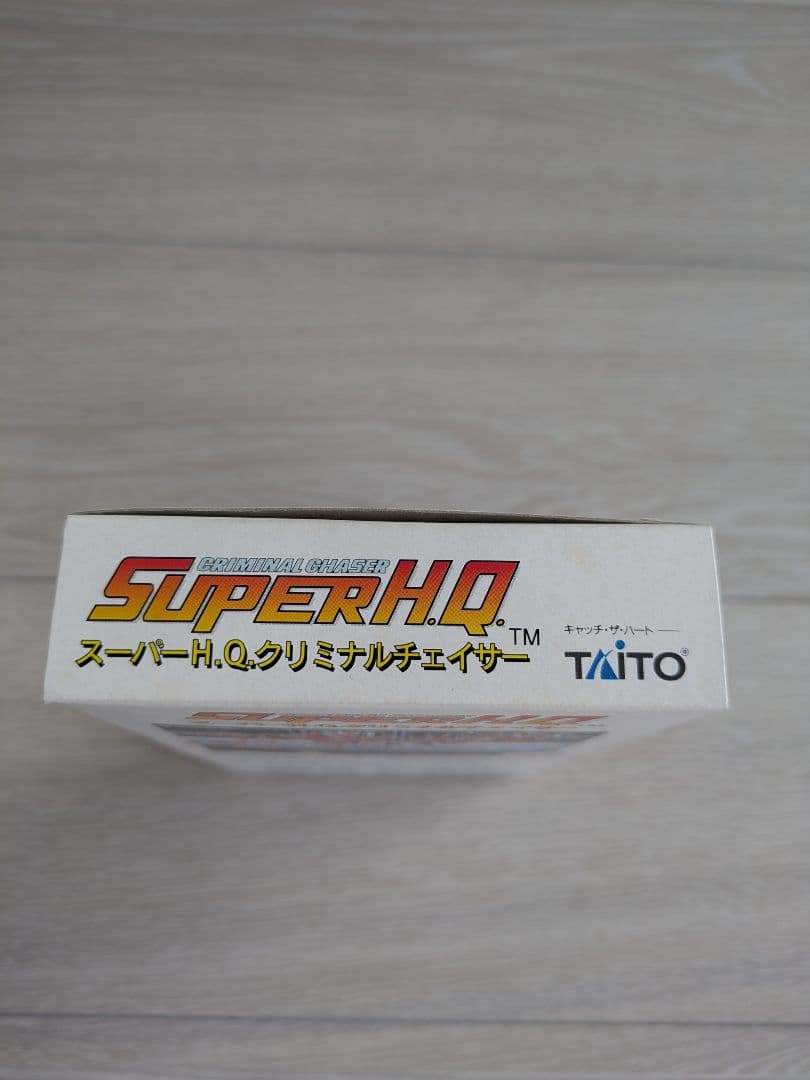 CRIMINAL CHASER
SUPER H.Q.™
スーパーH.Q.クリミナルチェイサー
キャッチ・ザ・ハート
TAITO®